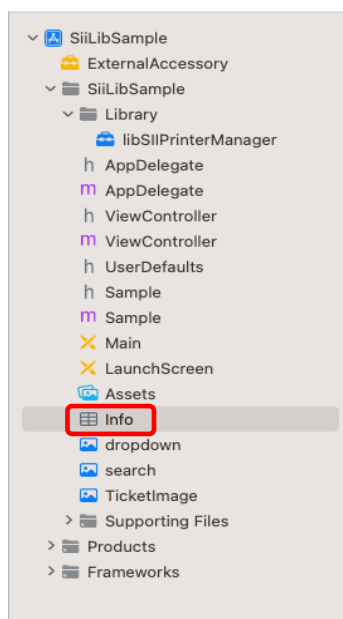 SiiLibSample
ExternalAccessory
SiiLibSample
Library
libSIIPrinterManager
h AppDelegate
m AppDelegate
h ViewController
m ViewController
h UserDefaults
h Sample
m Sample
Main
LaunchScreen
Assets
Info
dropdown
search
TicketImage
Supporting Files
Products
Frameworks